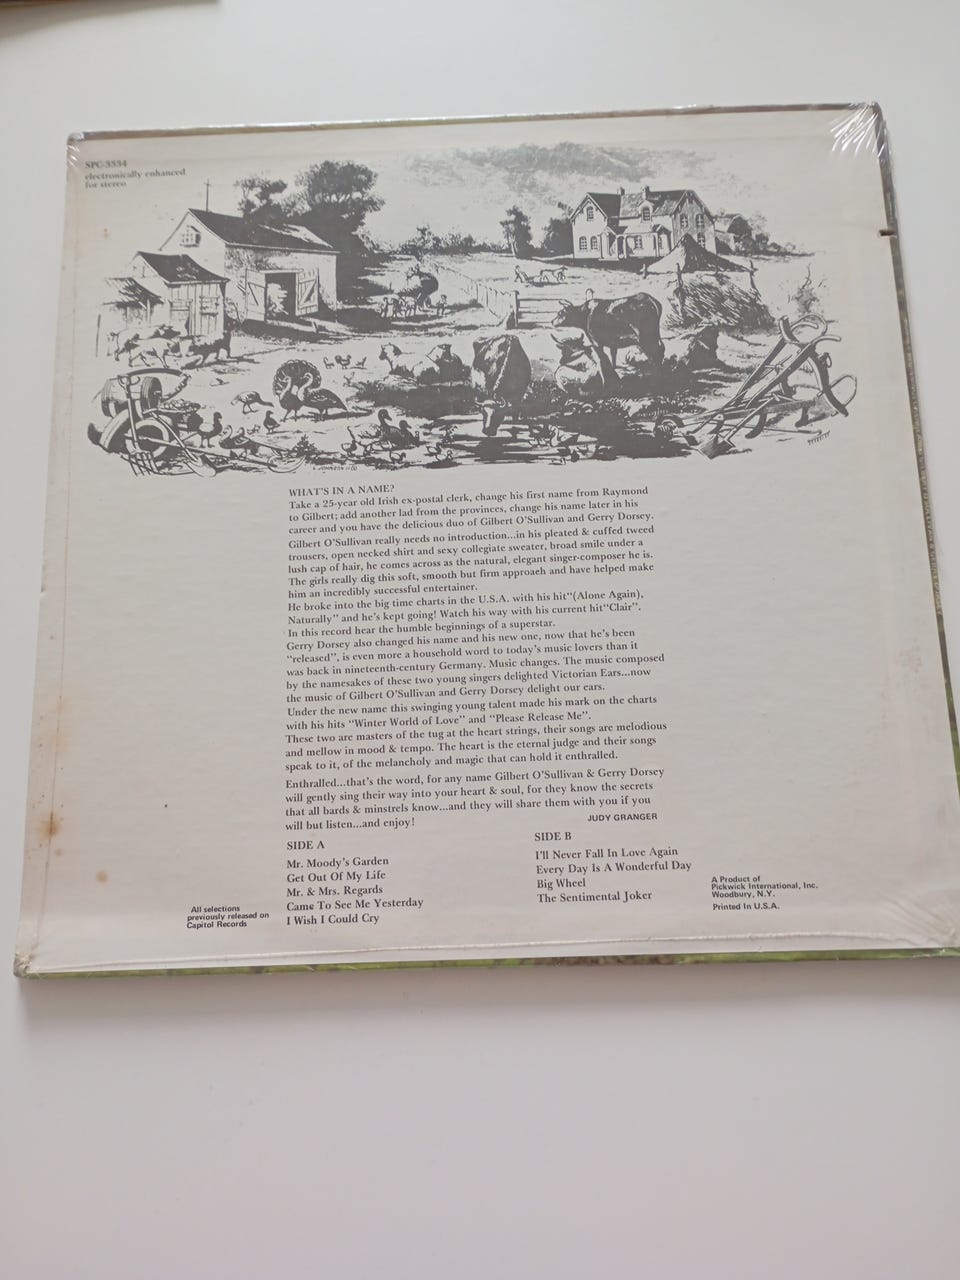 SPC-3334
electronically enhanced
for stereo
L. JOHNSON
WHAT'S IN A NAME?
Take a 25-year old Irish ex-postal clerk, change his first name from Raymond
to Gilbert; add another lad from the provinces, change his name later in his
career and you have the delicious duo of Gilbert O'Sullivan and Gerry Dorsey.
Gilbert O'Sullivan really needs no introduction...in his pleated & cuffed tweed
trousers, open necked shirt and sexy collegiate sweater, broad smile under a
lush cap of hair, he comes across as the natural, elegant singer-composer he is.
The girls really dig this soft, smooth but firm approach and have helped make
him an incredibly successful entertainer.
He broke into the big time charts in the U.S.A. with his hit"(Alone Again),
Naturally" and he's kept going! Watch his way with his current hit"Clair".
In this record hear the humble beginnings of a superstar.
Gerry Dorsey also changed his name and his new one, now that he's been
"released", is even more a household word to today's music lovers than it
was back in nineteenth-century Germany. Music changes. The music composed
by the namesakes of these two young singers delighted Victorian Ears...now
the music of Gilbert O'Sullivan and Gerry Dorsey delight our ears.
Under the new name this swinging young talent made his mark on the charts
with his hits "Winter World of Love" and "Please Release Me".
These two are masters of the tug at the heart strings, their songs are melodious
and mellow in mood & tempo. The heart is the eternal judge and their songs
speak to it, of the melancholy and magic that can hold it enthralled.
Enthralled...that's the word, for any name Gilbert O'Sullivan & Gerry Dorsey
will gently sing their way into your heart & soul, for they know the secrets
that all bards & minstrels know...and they will share them with you if you
will but listen...and enjoy!
JUDY GRANGER
SIDE A
Mr. Moody's Garden
Get Out Of My Life
Mr. & Mrs. Regards
Came To See Me Yesterday
I Wish I Could Cry
SIDE B
I'll Never Fall In Love Again
Every Day Is A Wonderful Day
Big Wheel
The Sentimental Joker
All selections
previously released on
Capitol Records
A Product of
Pickwick International, Inc.
Woodbury, N.Y.
Printed In U.S.A.